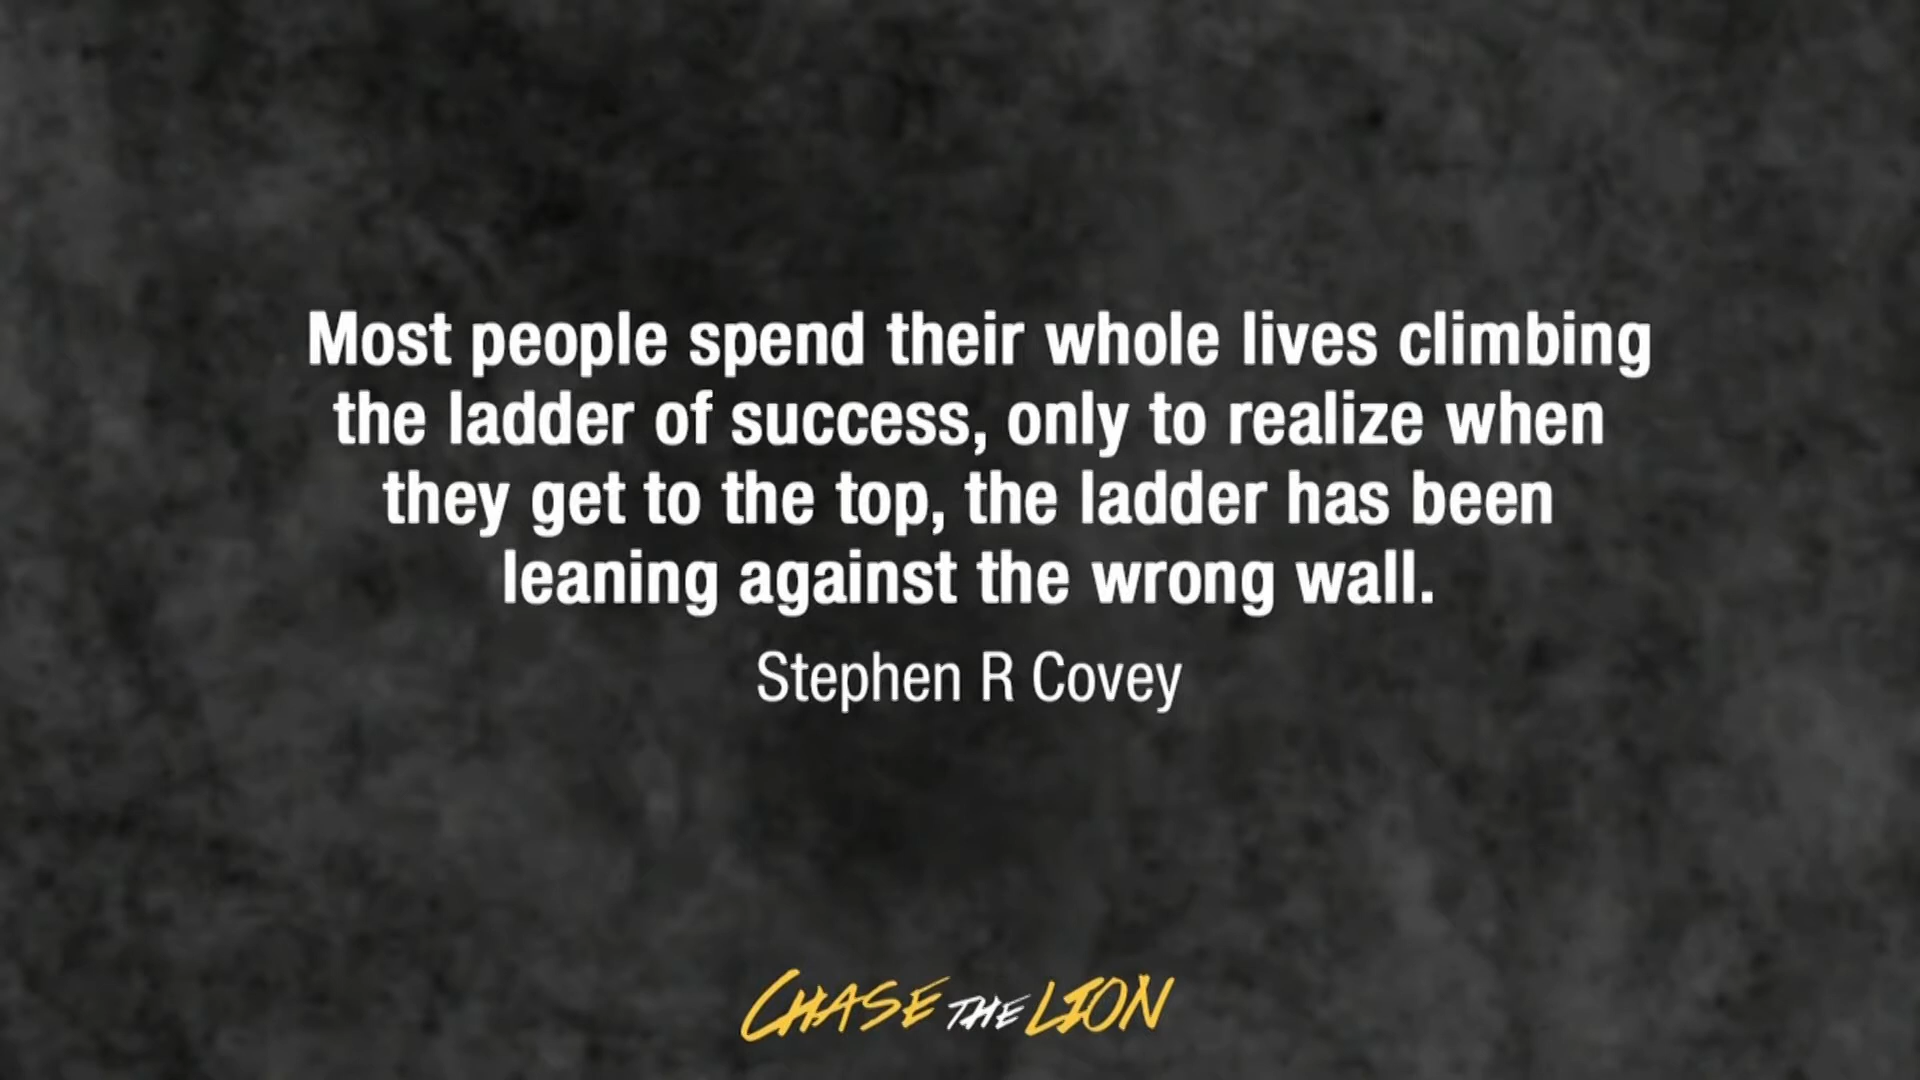 Most people spend their whole lives climbing
the ladder of success, only to realize when
they get to the top, the ladder has been
leaning against the wrong wall.
Stephen R Covey
CHASE THE LION